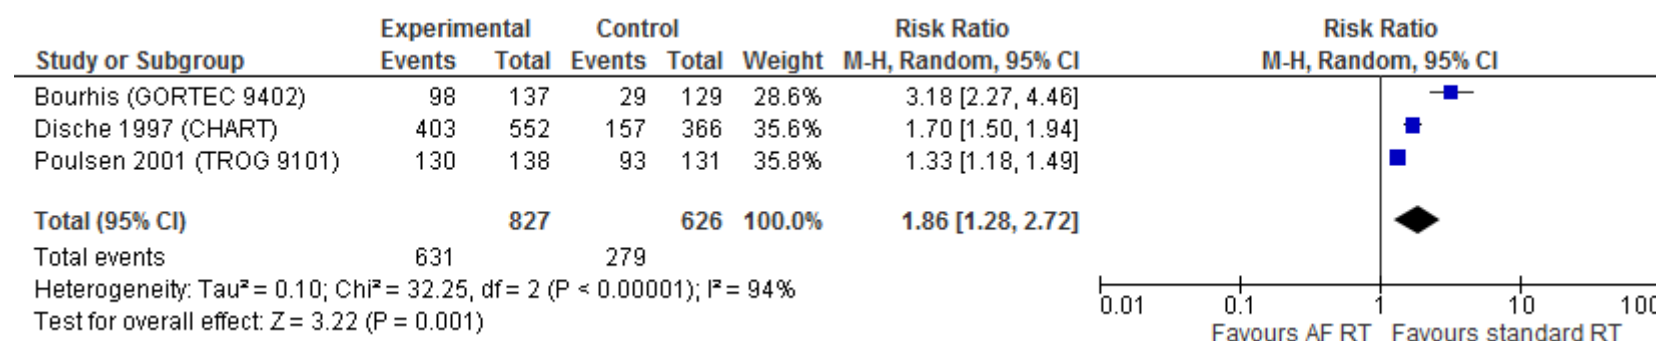 Experimental Control Risk Ratio Risk Ratio
Study or Subgroup Events Total Events Total Weight M-H, Random, 95% CI M-H, Random, 95% CI
Bourhis (GORTEC 9402) 98 137 29 129 28.6% 3.18 [2.27, 4.46]
Dische 1997 (CHART) 403 552 157 366 35.6% 1.70 [1.50, 1.94]
Poulsen 2001 (TROG 9101) 130 138 93 131 35.8% 1.33 [1.18, 1.49]
Total (95% CI) 827 626 100.0% 1.86 [1.28, 2.72]
Total events 631 279
Heterogeneity: Tau² = 0.10; Chi² = 32.25, df = 2 (P < 0.00001); I² = 94%
Test for overall effect: Z = 3.22 (P = 0.001)
0.01 0.1 1 10 100
Favours AF RT Favours standard RT